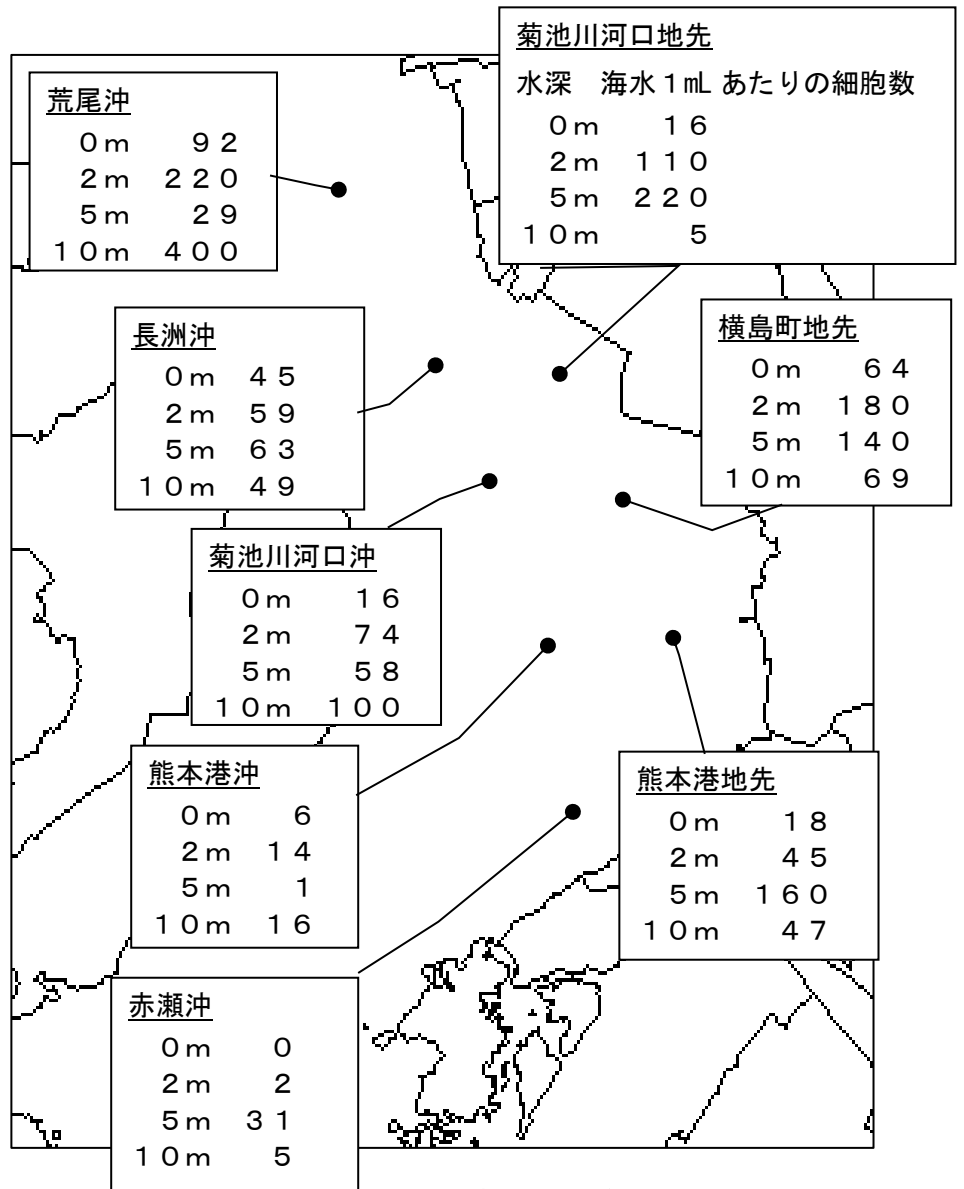 菊池川河口地先
水深　海水１mLあたりの細胞数
０ｍ　１６
２ｍ　１１０
５ｍ　２２０
１０ｍ　５
荒尾沖
０ｍ　９２
２ｍ　２２０
５ｍ　２９
１０ｍ　４００
長洲沖
０ｍ　４５
２ｍ　５９
５ｍ　６３
１０ｍ　４９
横島町地先
０ｍ　６４
２ｍ　１８０
５ｍ　１４０
１０ｍ　６９
菊池川河口沖
０ｍ　１６
２ｍ　７４
５ｍ　５８
１０ｍ　１００
熊本港沖
０ｍ　６
２ｍ　１４
５ｍ　１
１０ｍ　１６
熊本港地先
０ｍ　１８
２ｍ　４５
５ｍ　１６０
１０ｍ　４７
赤瀬沖
０ｍ　０
２ｍ　２
５ｍ　３１
１０ｍ　５